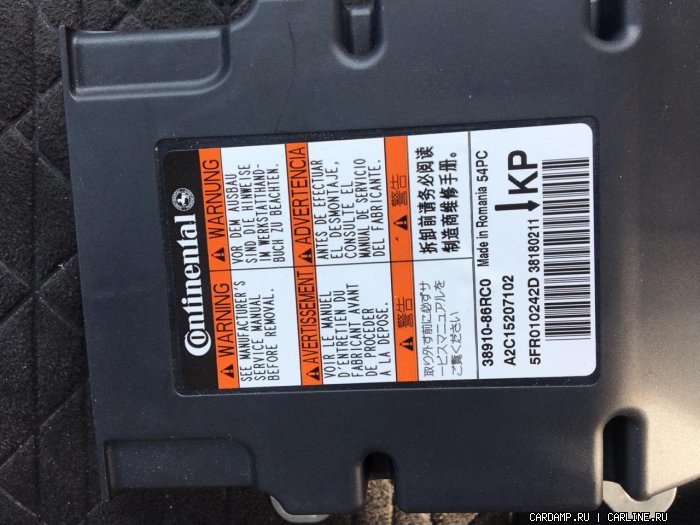 Continental
WARNING
SEE MANUFACTURER'S
SERVICE MANUAL
BEFORE REMOVAL.
WARNUNG
VOR DEM AUSBAU
SIND DIE HINWEISE
IM WERKSTATTHAND-
BUCH ZU BEACHTEN.
AVERTISSEMENT
VOIR LE MANUEL
D'ENTRETIEN DU
FABRICANT AVANT
DE PROCEDER
A LA DEPOSE.
ADVERTENCIA
ANTES DE EFECTUAR
EL DESMONTAJE,
CONSULTE EL
MANUAL DE SERVICIO
DEL FABRICANTE.
警告
取り外す前に必ずサ
ービスマニュアルを
ご覧ください
警告
拆卸前请务必阅读
制造商维修手册。
38910-86RC0 Made in Romania 54PC
A2C15207102
5FR010242D 38180211
KP
CARDAMP.RU | CARLINE.RU